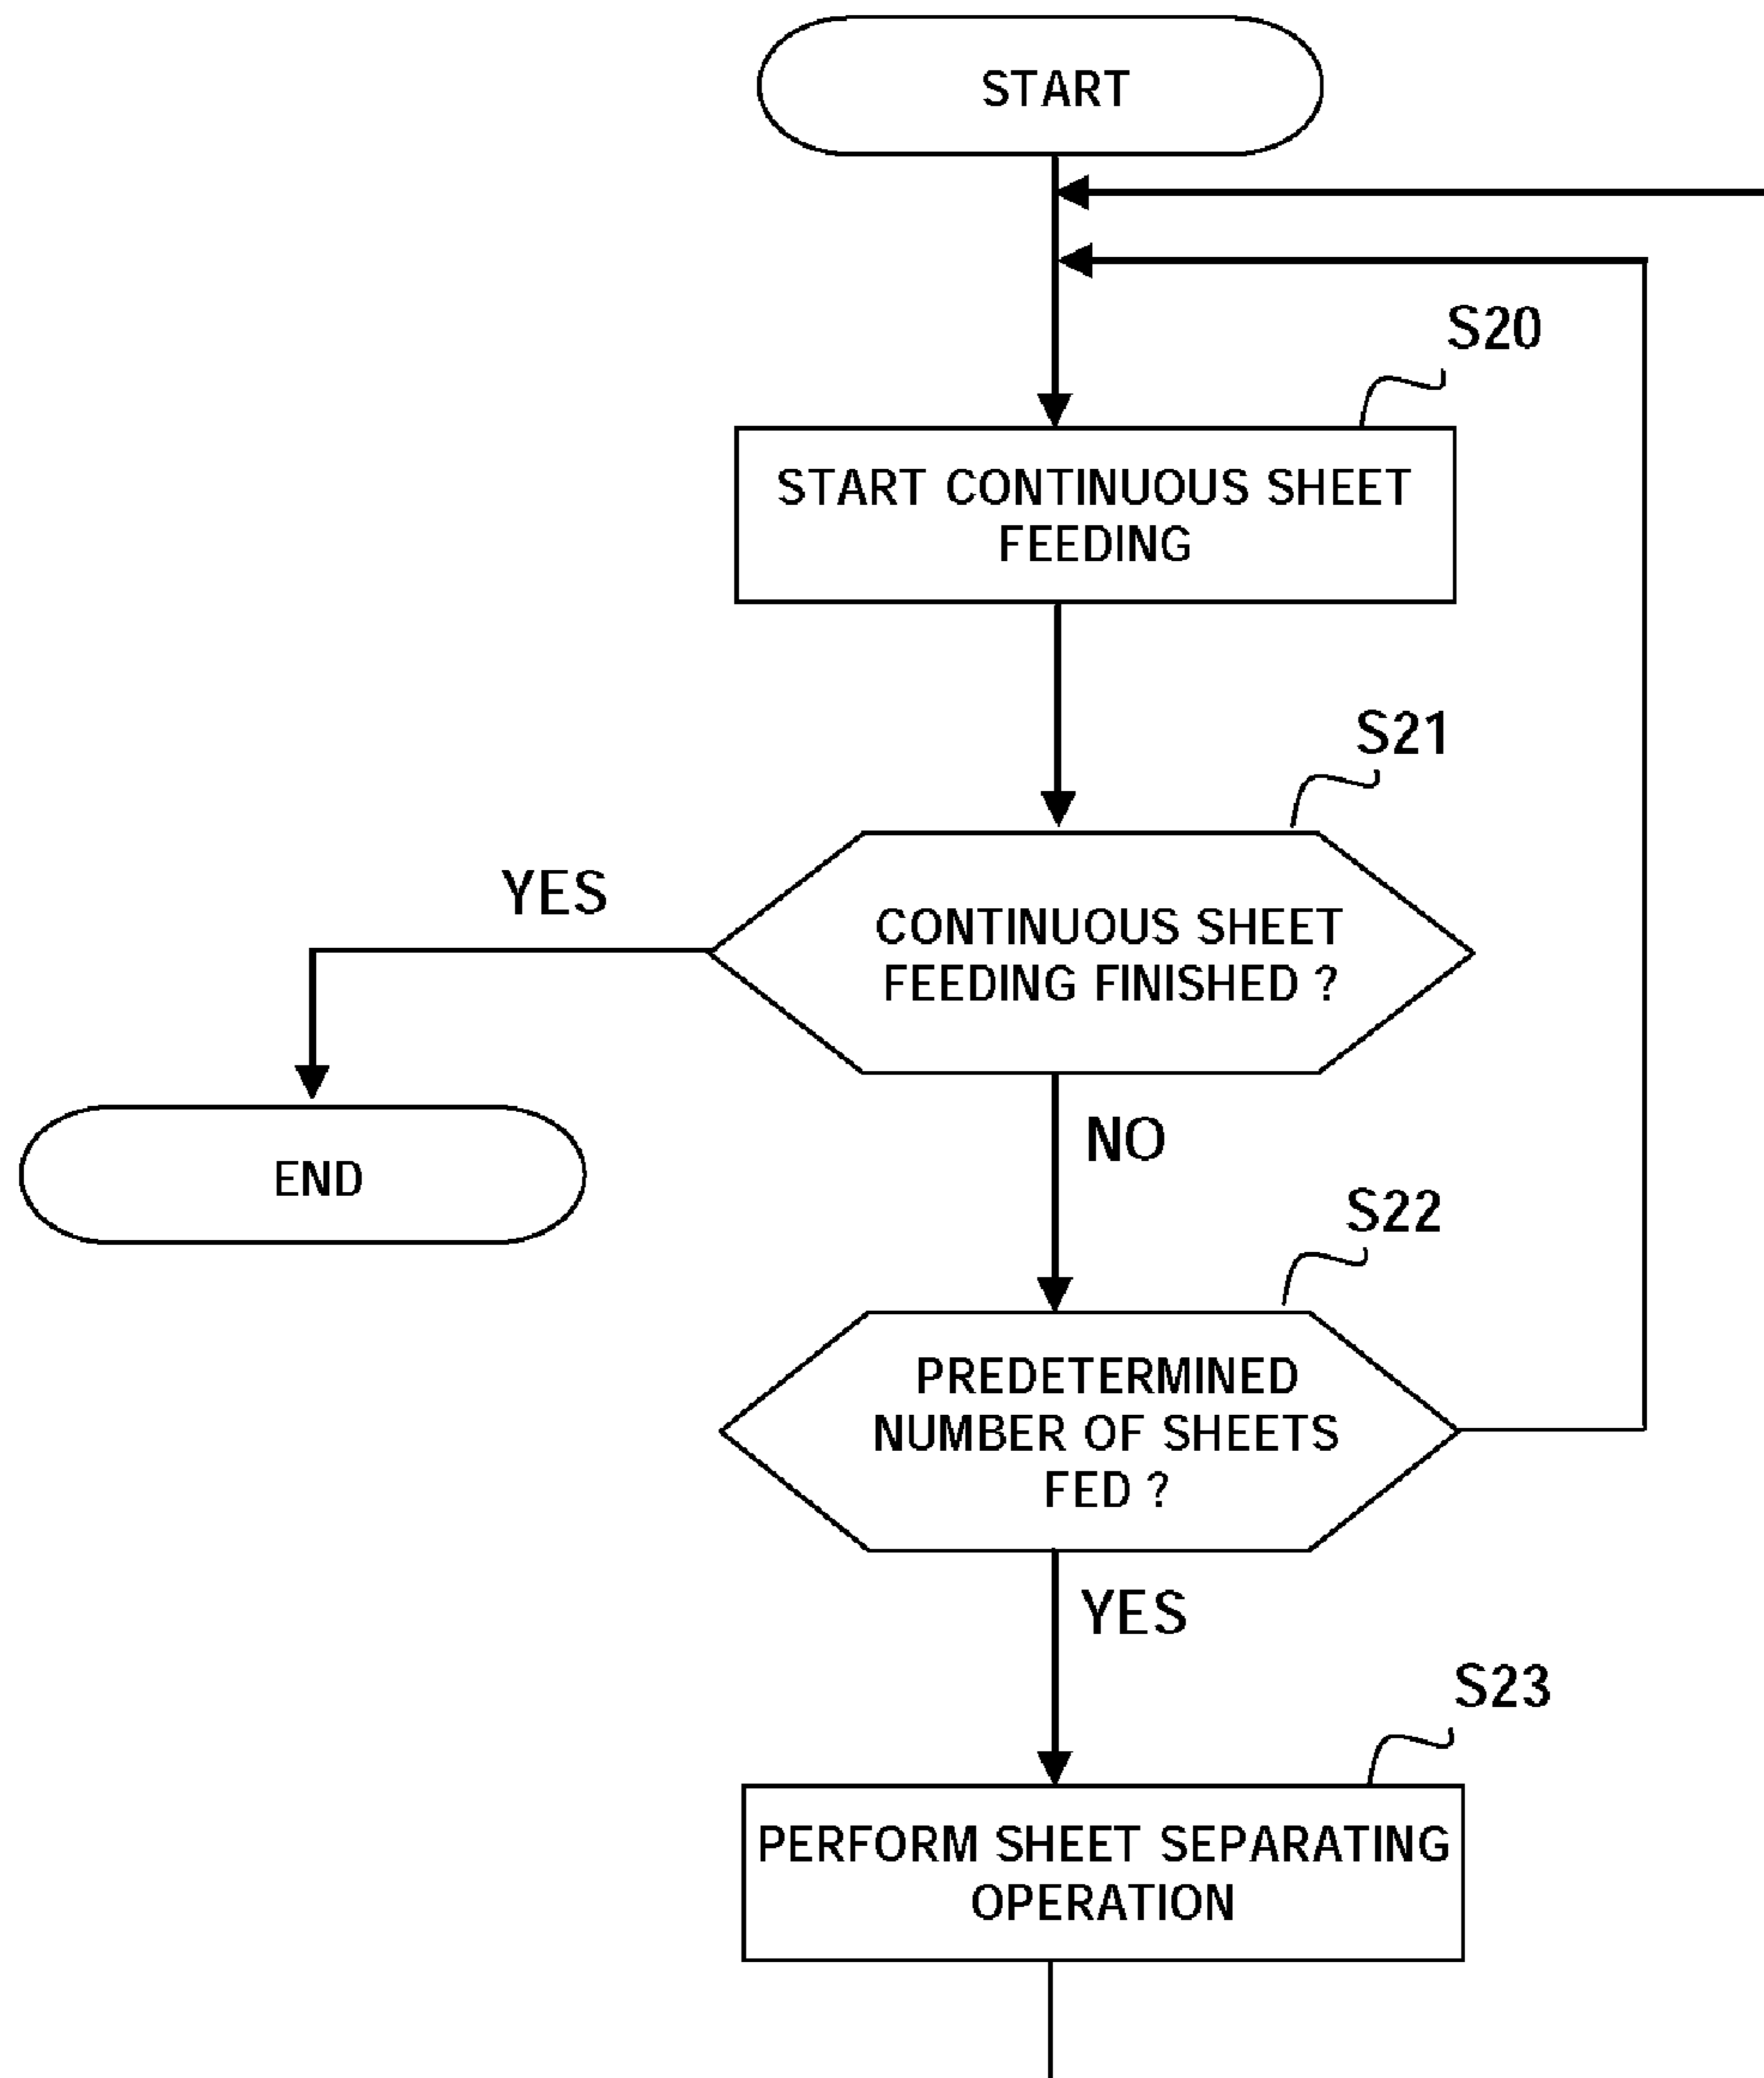 START
S20
START CONTINUOUS SHEET
FEEDING
S21
YES
CONTINUOUS SHEET
FEEDING FINISHED ?
NO
END
S22
PREDETERMINED
NUMBER OF SHEETS
FED ?
YES
S23
PERFORM SHEET SEPARATING
OPERATION